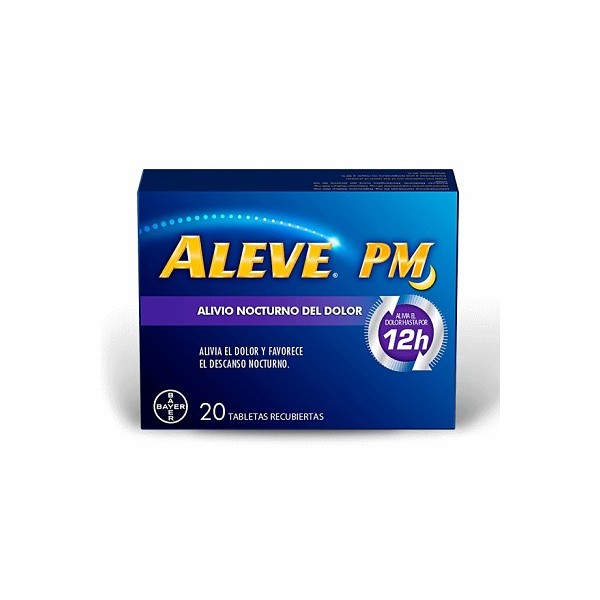 ALEVE® PM
ALIVIO NOCTURNO DEL DOLOR
ALIVIA EL
DOLOR HASTA POR
12h
ALIVIA EL DOLOR Y FAVORECE
EL DESCANSO NOCTURNO.
BAYER
BAYER
20 TABLETAS RECUBIERTAS